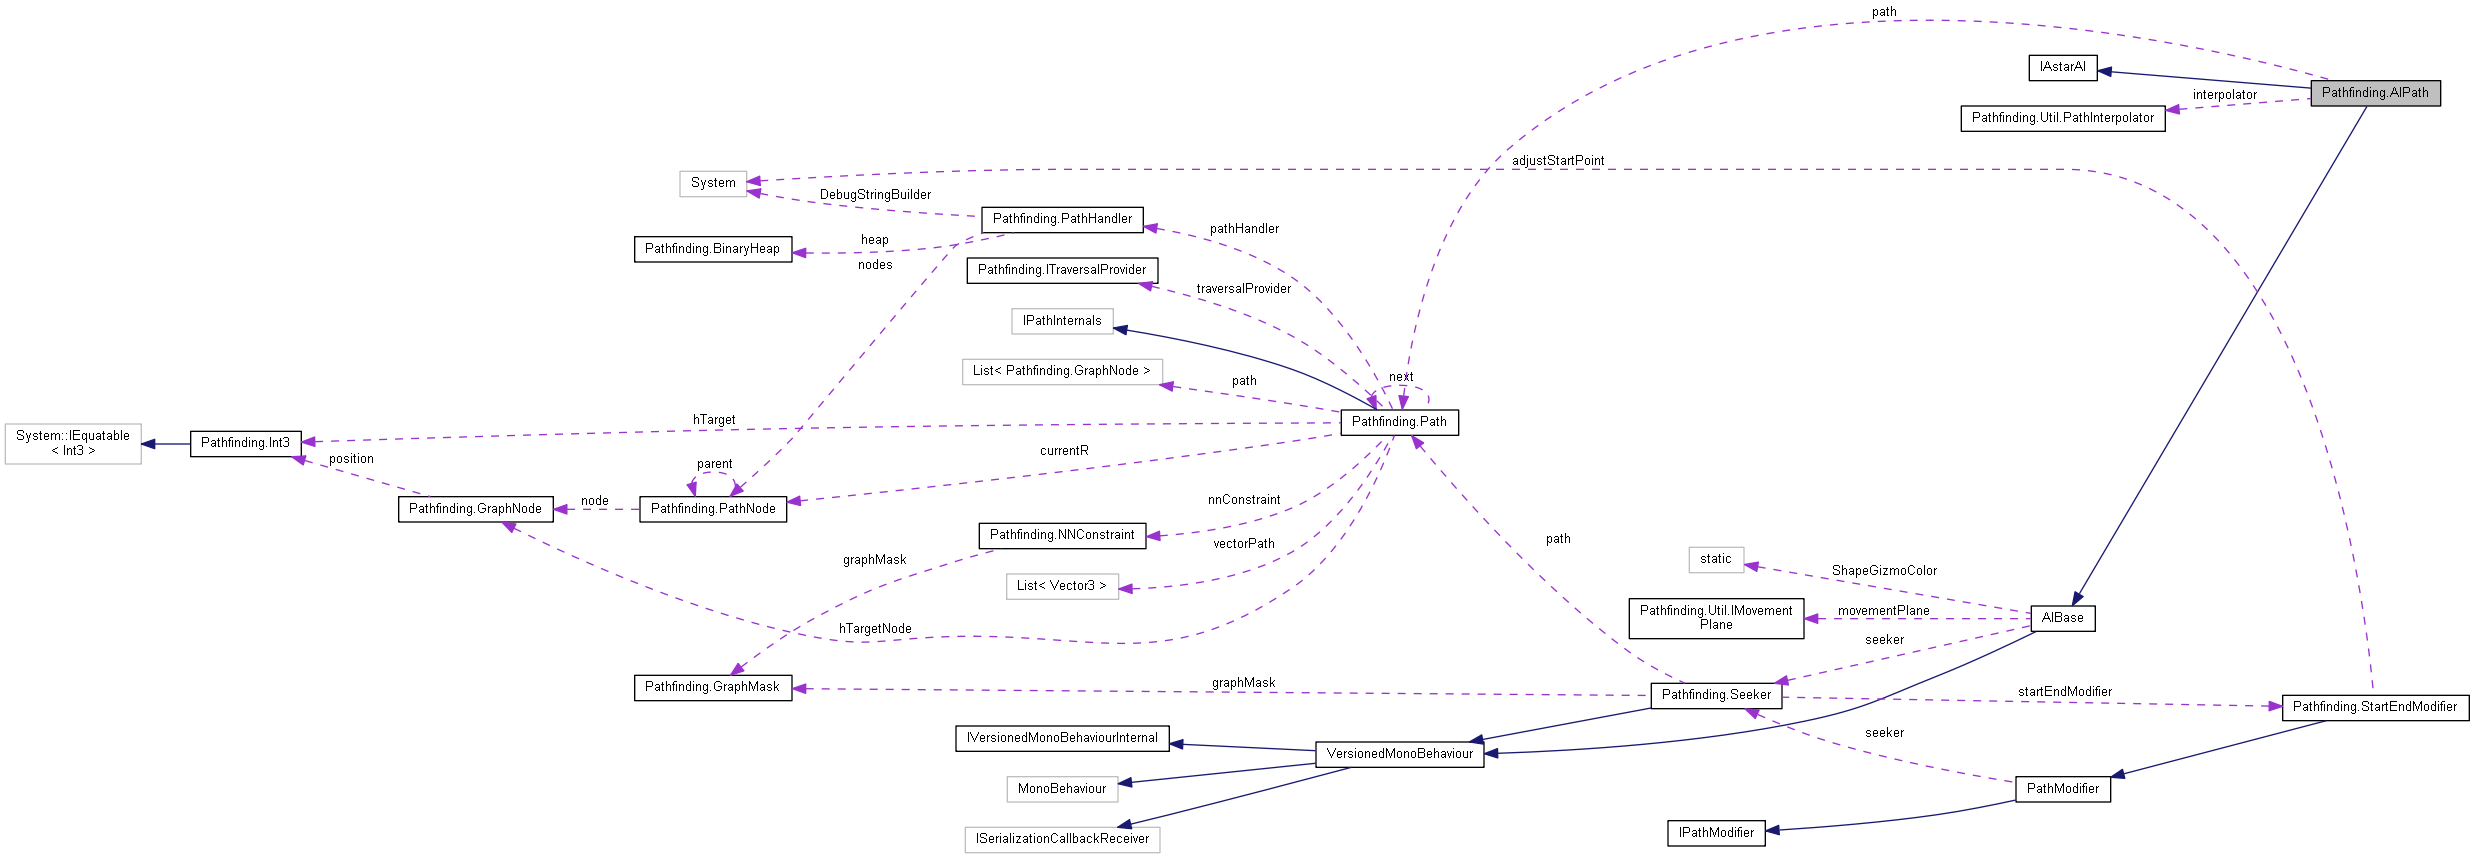 path
IAstarAI
Pathfinding.AIPath
interpolator
Pathfinding.Util.PathInterpolator
adjustStartPoint
System
DebugStringBuilder
Pathfinding.PathHandler
pathHandler
heap
Pathfinding.BinaryHeap
nodes
Pathfinding.ITraversalProvider
traversalProvider
IPathInternals
List< Pathfinding.GraphNode >
path
next
Pathfinding.Path
hTarget
System::IEquatable
< Int3 >
Pathfinding.Int3
position
currentR
parent
Pathfinding.GraphNode
node
Pathfinding.PathNode
nnConstraint
Pathfinding.NNConstraint
vectorPath
path
graphMask
List< Vector3 >
static
ShapeGizmoColor
Pathfinding.Util.IMovement
Plane
movementPlane
AIBase
hTargetNode
seeker
Pathfinding.GraphMask
graphMask
Pathfinding.Seeker
startEndModifier
Pathfinding.StartEndModifier
IVersionedMonoBehaviourInternal
VersionedMonoBehaviour
seeker
MonoBehaviour
PathModifier
ISerializationCallbackReceiver
IPathModifier